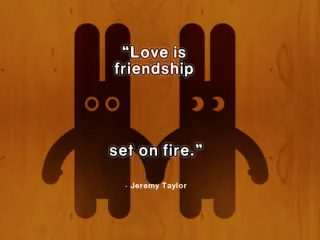 “Love is
friendship
set on fire.”
- Jeremy Taylor